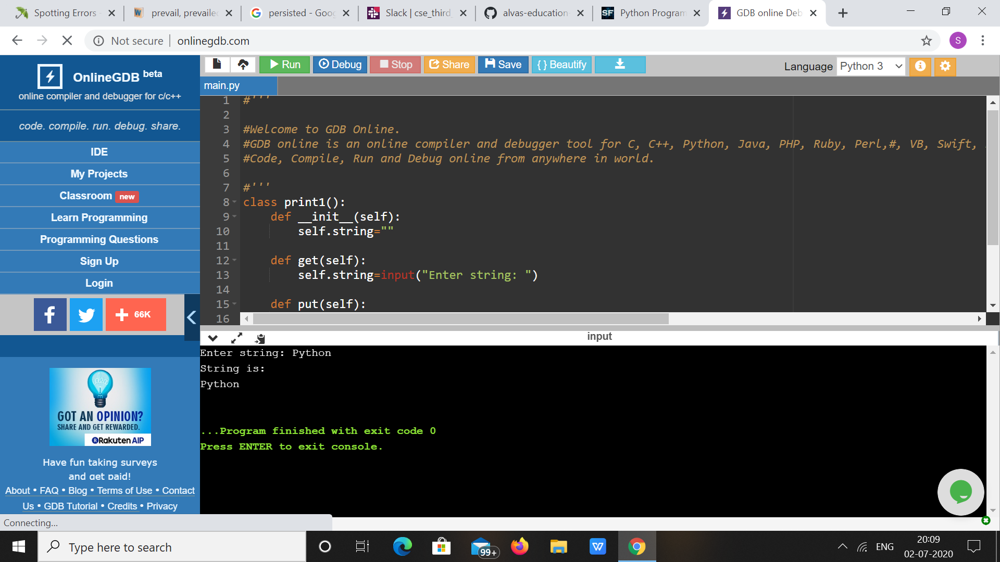 Spotting Errors -
prevail, prevailed
persisted - Goog
Slack | cse_third_
alvas-education-
Python Program
GDB online Deb
Not secure | onlinegdb.com
S
OnlineGDB beta
online compiler and debugger for c/c++
code. compile. run. debug. share.
IDE
My Projects
Classroom new
Learn Programming
Programming Questions
Sign Up
Login
66K
GOT AN OPINION?
SHARE AND GET REWARDED.
Rakuten AIP
Have fun taking surveys
and get paid!
About • FAQ • Blog • Terms of Use • Contact
Us • GDB Tutorial • Credits • Privacy
Connecting...
Run Debug Stop Share Save { } Beautify
Language Python 3
main.py
1 #'''
2
3 #Welcome to GDB Online.
4 #GDB online is an online compiler and debugger tool for C, C++, Python, Java, PHP, Ruby, Perl,#, VB, Swift,
5 #Code, Compile, Run and Debug online from anywhere in world.
6
7 #'''
8 class print1():
9 def __init__(self):
10 self.string=""
11
12 def get(self):
13 self.string=input("Enter string: ")
14
15 def put(self):
16
input
Enter string: Python
String is:
Python
...Program finished with exit code 0
Press ENTER to exit console.
Type here to search
99+
ENG
20:09
02-07-2020